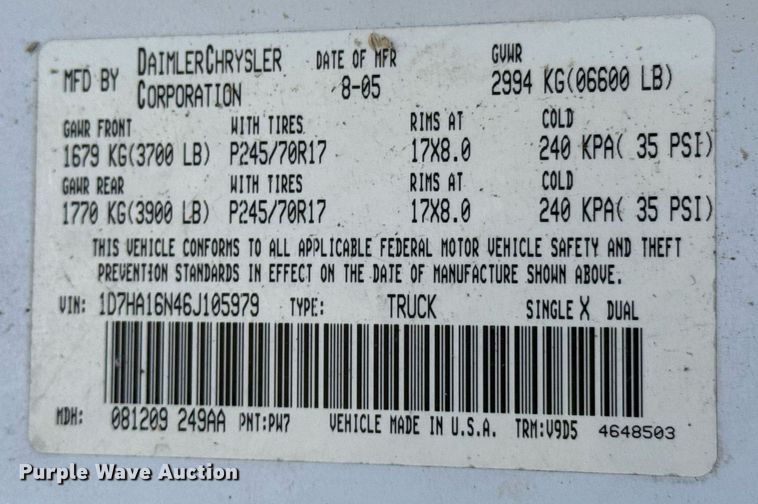 MFD BY DAIMLERCHRYSLER CORPORATION DATE OF MFR 8-05 GVWR 2994 KG(06600 LB)
GAWR FRONT WITH TIRES RIMS AT COLD
1679 KG(3700 LB) P245/70R17 17X8.0 240 KPA( 35 PSI)
GAWR REAR WITH TIRES RIMS AT COLD
1770 KG(3900 LB) P245/70R17 17X8.0 240 KPA( 35 PSI)
THIS VEHICLE CONFORMS TO ALL APPLICABLE FEDERAL MOTOR VEHICLE SAFETY AND THEFT
PREVENTION STANDARDS IN EFFECT ON THE DATE OF MANUFACTURE SHOWN ABOVE.
VIN: 1D7HA16N46J105979 TYPE: TRUCK SINGLE X DUAL
MDH: 081209 249AA PNT:PW7 VEHICLE MADE IN U.S.A. TRM:V9D5 4648503
Purple Wave Auction